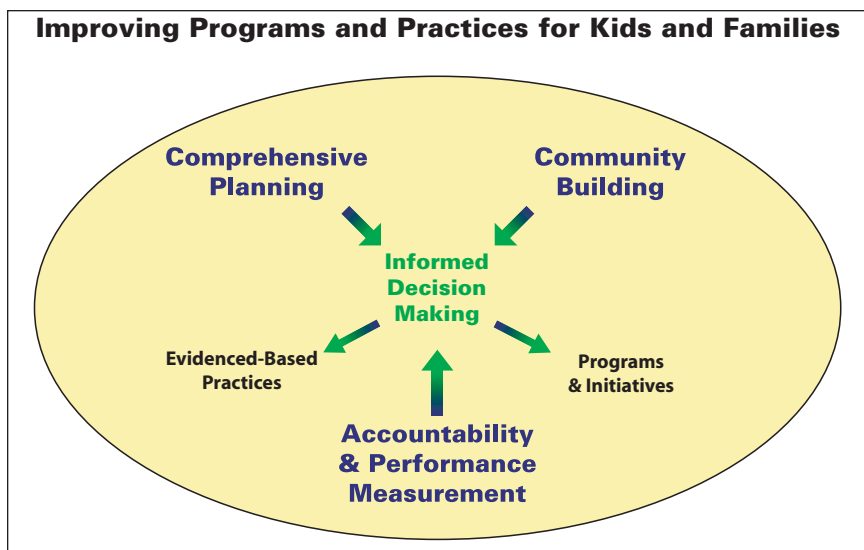 Improving Programs and Practices for Kids and Families
Comprehensive
Planning
Community
Building
Informed
Decision
Making
Evidenced-Based
Practices
Programs
& Initiatives
Accountability
& Performance
Measurement